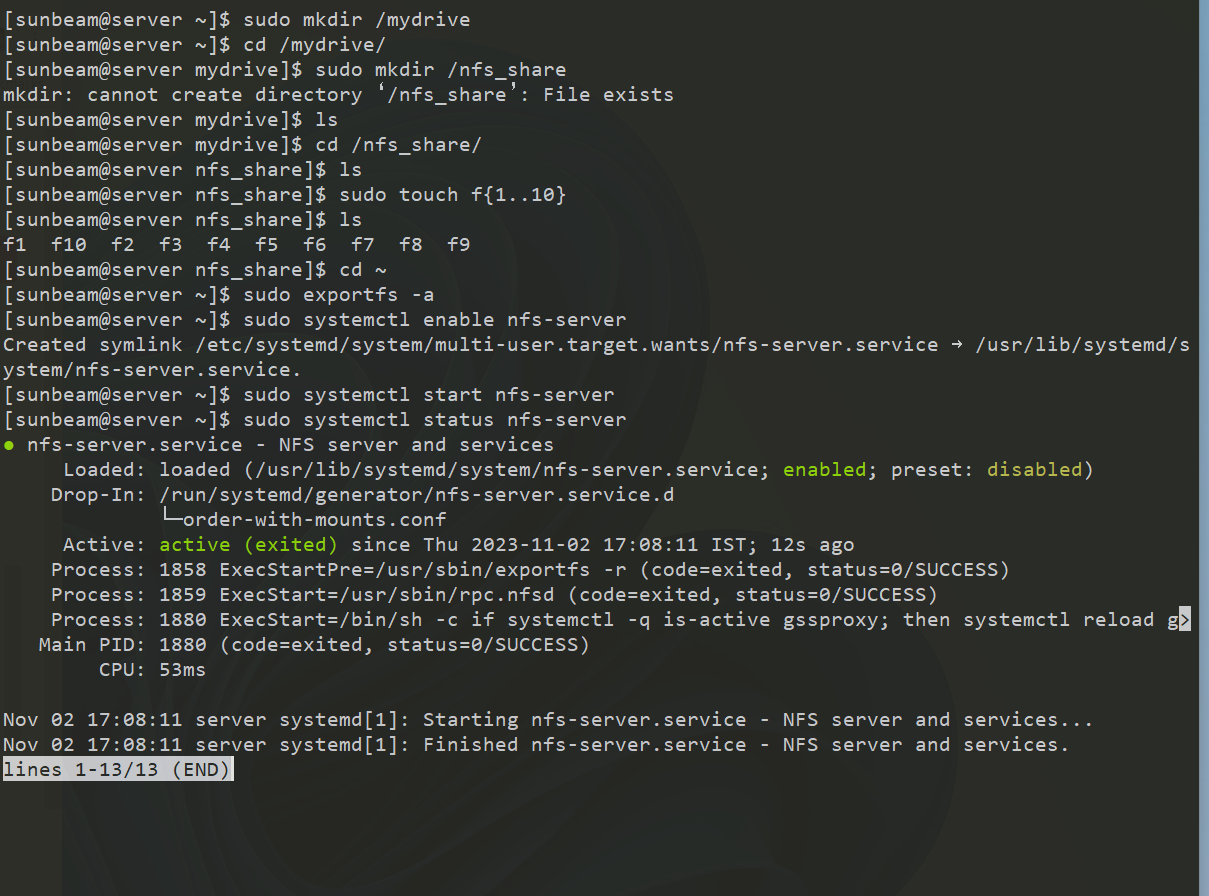 [sunbeam@server ~]$ sudo mkdir /mydrive
[sunbeam@server ~]$ cd /mydrive/
[sunbeam@server mydrive]$ sudo mkdir /nfs_share
mkdir: cannot create directory ‘/nfs_share’: File exists
[sunbeam@server mydrive]$ ls
[sunbeam@server mydrive]$ cd /nfs_share/
[sunbeam@server nfs_share]$ ls
[sunbeam@server nfs_share]$ sudo touch f{1..10}
[sunbeam@server nfs_share]$ ls
f1  f10  f2  f3  f4  f5  f6  f7  f8  f9
[sunbeam@server nfs_share]$ cd ~
[sunbeam@server ~]$ sudo exportfs -a
[sunbeam@server ~]$ sudo systemctl enable nfs-server
Created symlink /etc/systemd/system/multi-user.target.wants/nfs-server.service → /usr/lib/systemd/s
ystem/nfs-server.service.
[sunbeam@server ~]$ sudo systemctl start nfs-server
[sunbeam@server ~]$ sudo systemctl status nfs-server
● nfs-server.service - NFS server and services
     Loaded: loaded (/usr/lib/systemd/system/nfs-server.service; enabled; preset: disabled)
    Drop-In: /run/systemd/generator/nfs-server.service.d
             └─order-with-mounts.conf
     Active: active (exited) since Thu 2023-11-02 17:08:11 IST; 12s ago
    Process: 1858 ExecStartPre=/usr/sbin/exportfs -r (code=exited, status=0/SUCCESS)
    Process: 1859 ExecStart=/usr/sbin/rpc.nfsd (code=exited, status=0/SUCCESS)
    Process: 1880 ExecStart=/bin/sh -c if systemctl -q is-active gssproxy; then systemctl reload g>
   Main PID: 1880 (code=exited, status=0/SUCCESS)
        CPU: 53ms

Nov 02 17:08:11 server systemd[1]: Starting nfs-server.service - NFS server and services...
Nov 02 17:08:11 server systemd[1]: Finished nfs-server.service - NFS server and services.
lines 1-13/13 (END)